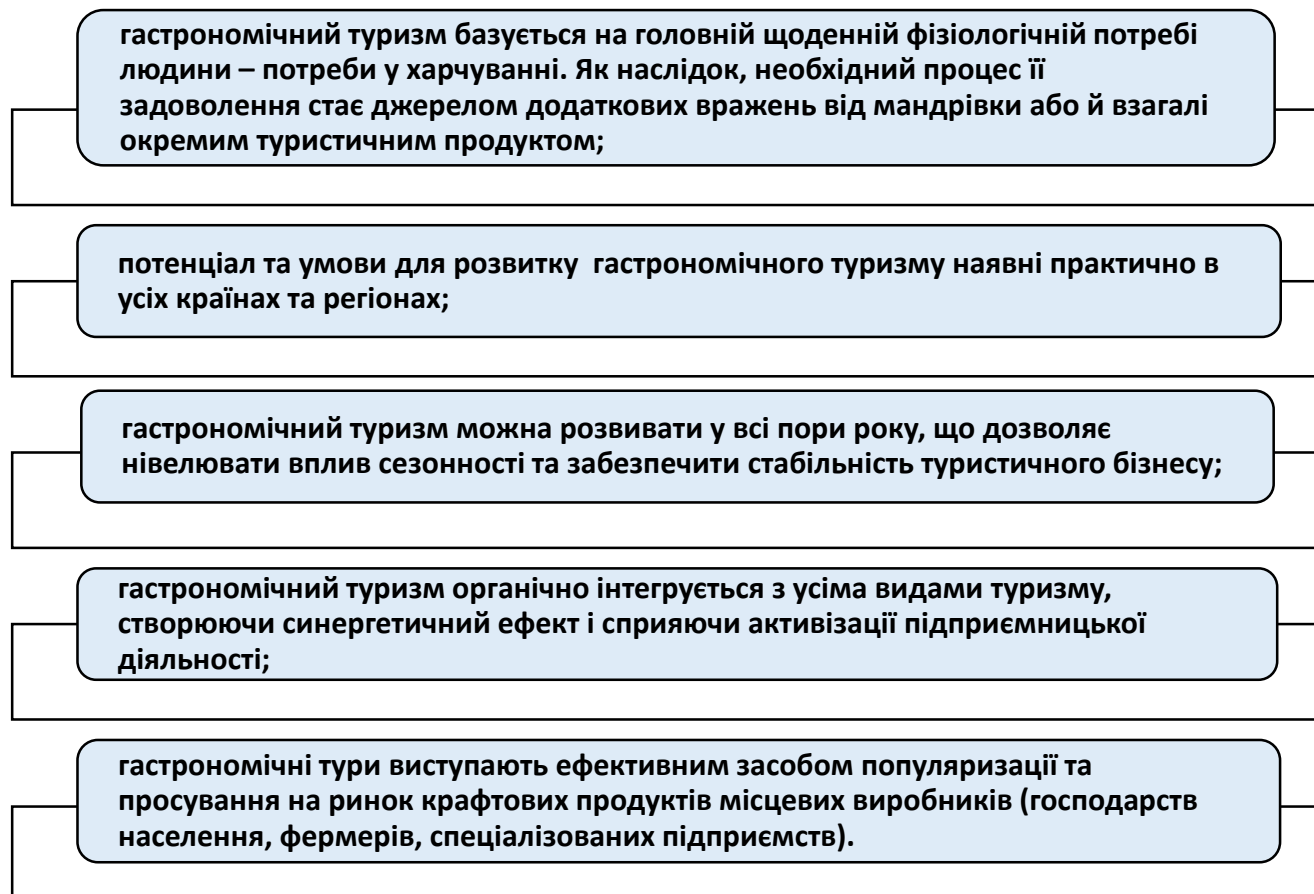 гастрономічний туризм базується на головній щоденній фізіологічній потребі
людини – потреби у харчуванні. Як наслідок, необхідний процес її
задоволення стає джерелом додаткових вражень від мандрівки або й взагалі
окремим туристичним продуктом;
потенціал та умови для розвитку гастрономічного туризму наявні практично в
усіх країнах та регіонах;
гастрономічний туризм можна розвивати у всі пори року, що дозволяє
нівелювати вплив сезонності та забезпечити стабільність туристичного бізнесу;
гастрономічний туризм органічно інтегрується з усіма видами туризму,
створюючи синергетичний ефект і сприяючи активізації підприємницької
діяльності;
гастрономічні тури виступають ефективним засобом популяризації та
просування на ринок крафтових продуктів місцевих виробників (господарств
населення, фермерів, спеціалізованих підприємств).